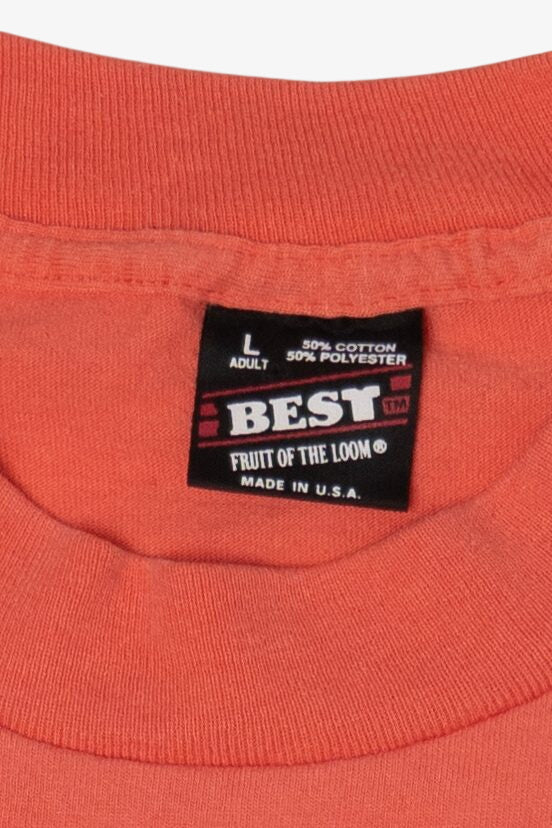 L
ADULT
50% COTTON
50% POLYESTER
BEST™
FRUIT OF THE LOOM®
MADE IN U.S.A.